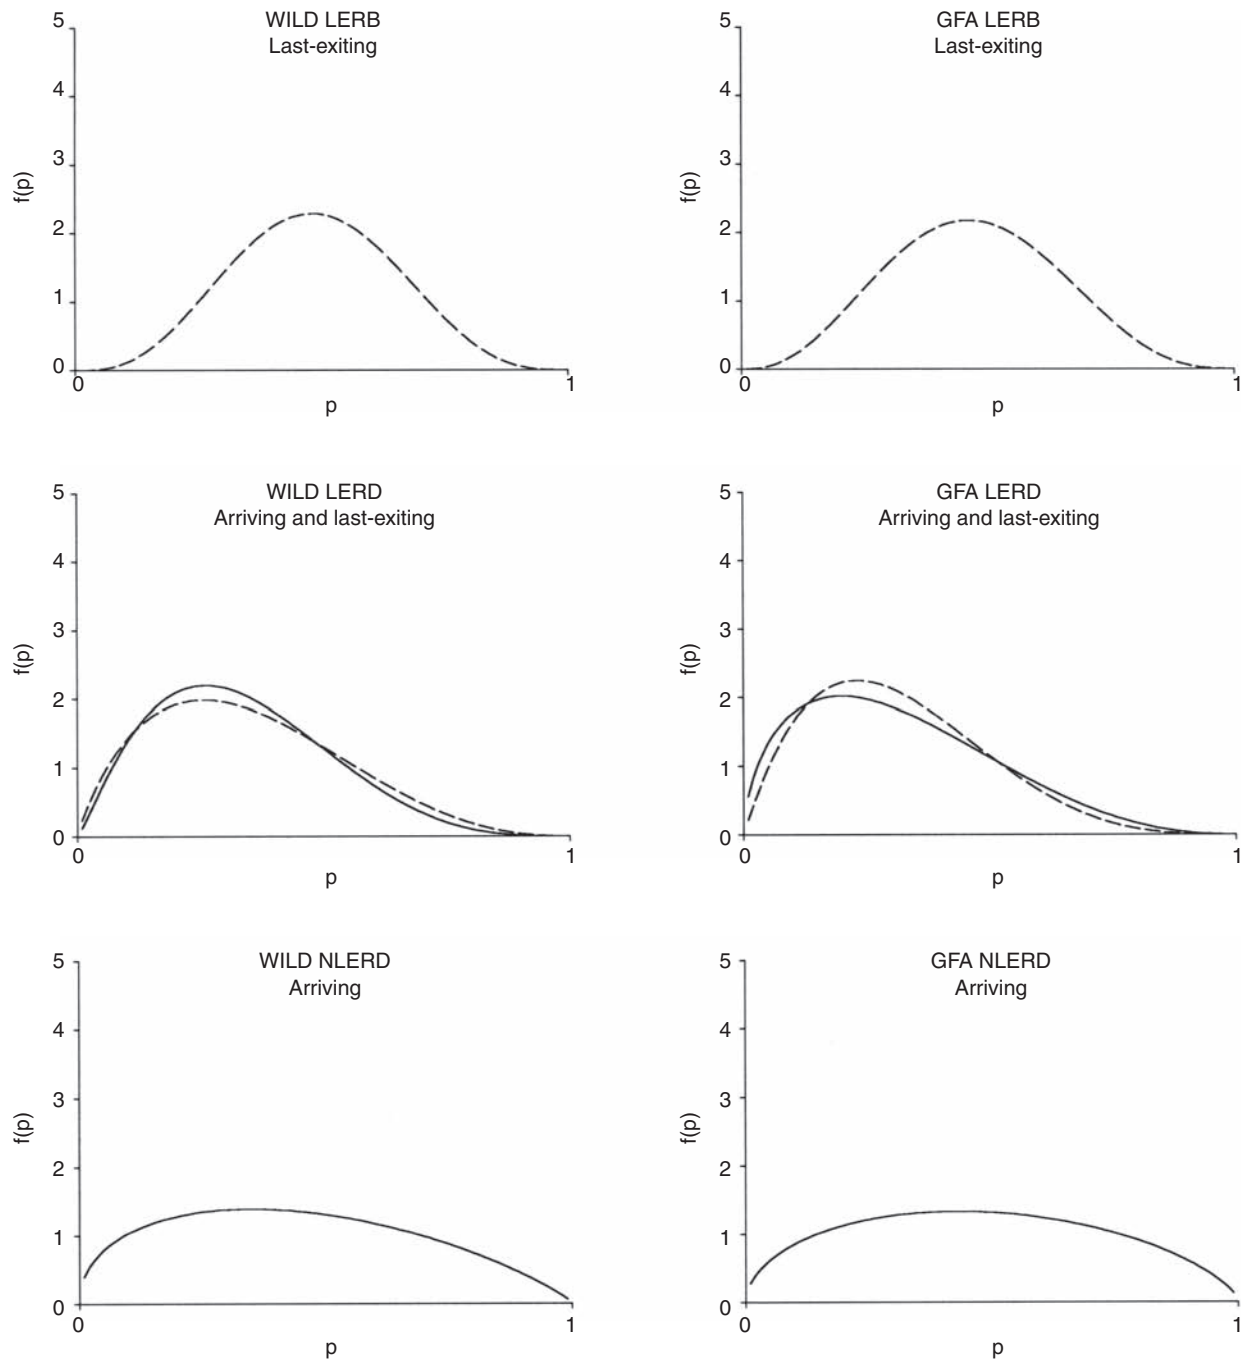 WILD LERB
Last-exiting
5
4
3
2
1
0
f(p)
0
1
p
GFA LERB
Last-exiting
5
4
3
2
1
0
f(p)
0
1
p
WILD LERD
Arriving and last-exiting
5
4
3
2
1
0
f(p)
0
1
p
GFA LERD
Arriving and last-exiting
5
4
3
2
1
0
f(p)
0
1
p
WILD NLERD
Arriving
5
4
3
2
1
0
f(p)
0
1
p
GFA NLERD
Arriving
5
4
3
2
1
0
f(p)
0
1
p